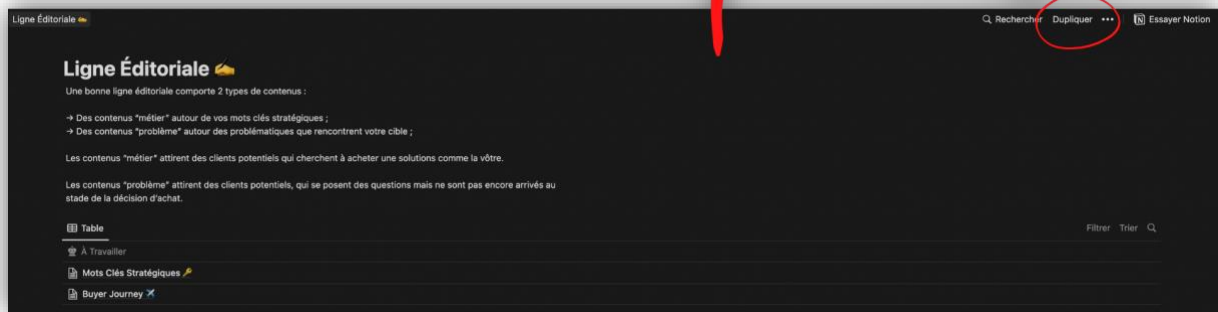 Ligne Éditoriale ✍️
Rechercher Dupliquer ••• Essayer Notion
Ligne Éditoriale ✍️
Une bonne ligne éditoriale comporte 2 types de contenus :
→ Des contenus "métier" autour de vos mots clés stratégiques ;
→ Des contenus "problème" autour des problématiques que rencontrent votre cible ;
Les contenus "métier" attirent des clients potentiels qui cherchent à acheter une solutions comme la vôtre.
Les contenus "problème" attirent des clients potentiels, qui se posent des questions mais ne sont pas encore arrivés au
stade de la décision d'achat.
Table
Filtrer Trier
À Travailler
Mots Clés Stratégiques 🔑
Buyer Journey ✈️